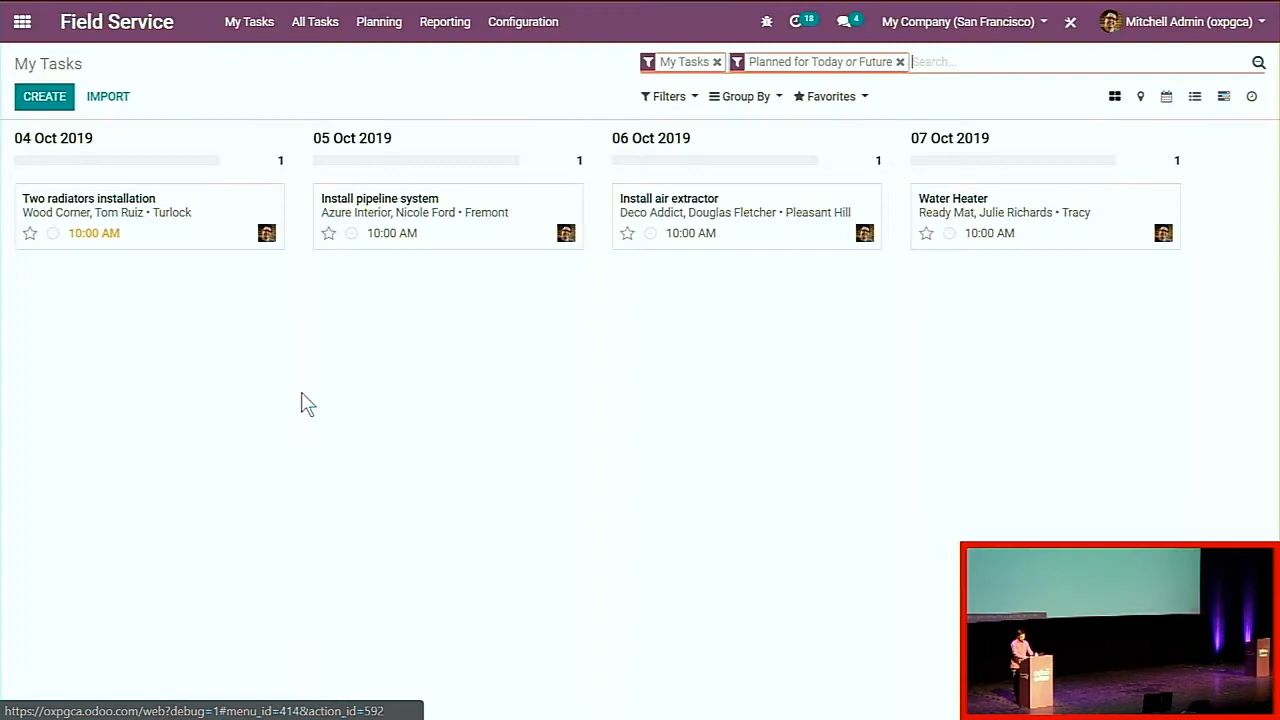 Field Service
My Tasks
All Tasks
Planning
Reporting
Configuration
18
4
My Company (San Francisco)
Mitchell Admin (oxpgca)
My Tasks
My Tasks
Planned for Today or Future
Search...
CREATE
IMPORT
Filters
Group By
Favorites
04 Oct 2019
1
Two radiators installation
Wood Corner, Tom Ruiz • Turlock
10:00 AM
05 Oct 2019
1
Install pipeline system
Azure Interior, Nicole Ford • Fremont
10:00 AM
06 Oct 2019
1
Install air extractor
Deco Addict, Douglas Fletcher • Pleasant Hill
10:00 AM
07 Oct 2019
1
Water Heater
Ready Mat, Julie Richards • Tracy
10:00 AM
https://oxpgca.odoo.com/web?debug=1#menu_id=414&action_id=592